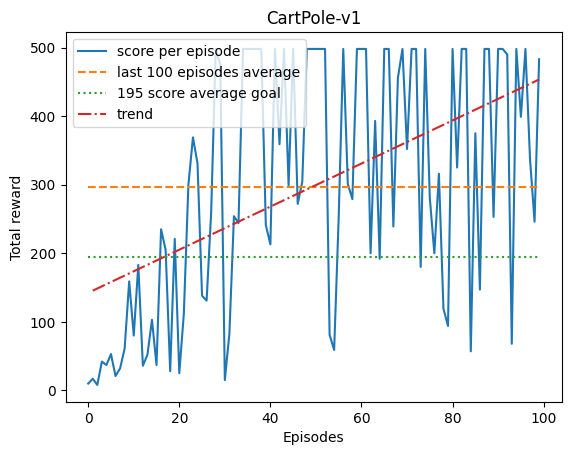 CartPole-v1
score per episode
last 100 episodes average
195 score average goal
trend
Total reward
500
400
300
200
100
0
0 20 40 60 80 100
Episodes